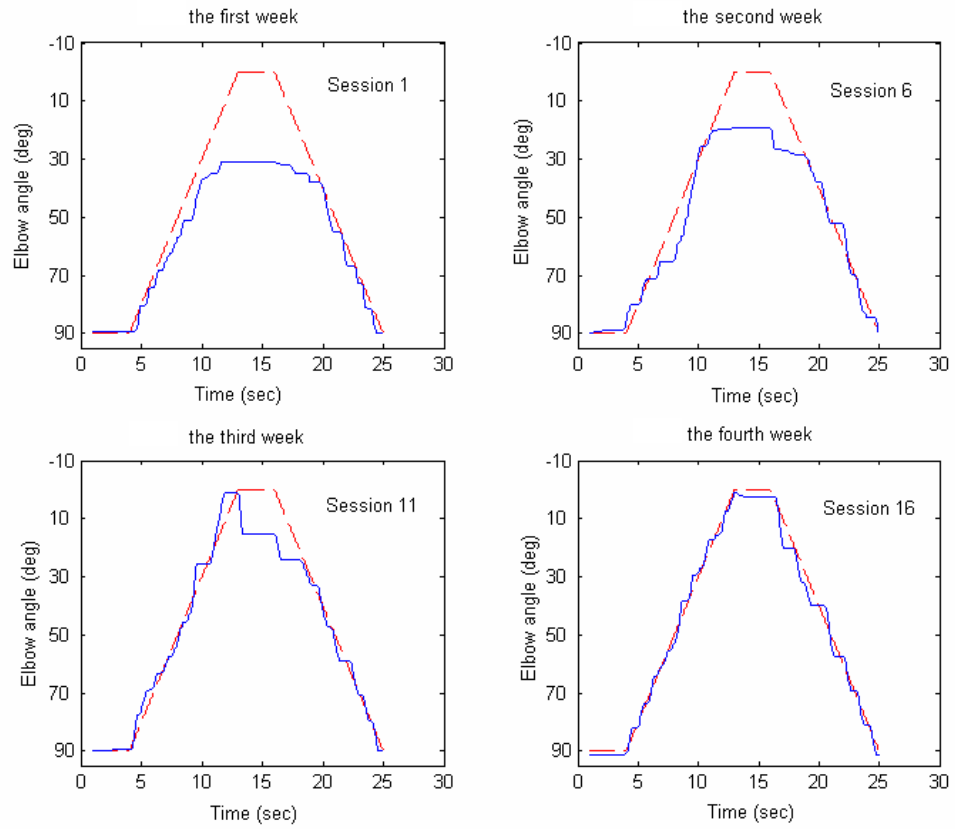 the first week
-10
10
30
50
70
90
Elbow angle (deg)
Session 1
0 5 10 15 20 25 30
Time (sec)
the second week
-10
10
30
50
70
90
Elbow angle (deg)
Session 6
0 5 10 15 20 25 30
Time (sec)
the third week
-10
10
30
50
70
90
Elbow angle (deg)
Session 11
0 5 10 15 20 25 30
Time (sec)
the fourth week
-10
10
30
50
70
90
Elbow angle (deg)
Session 16
0 5 10 15 20 25 30
Time (sec)